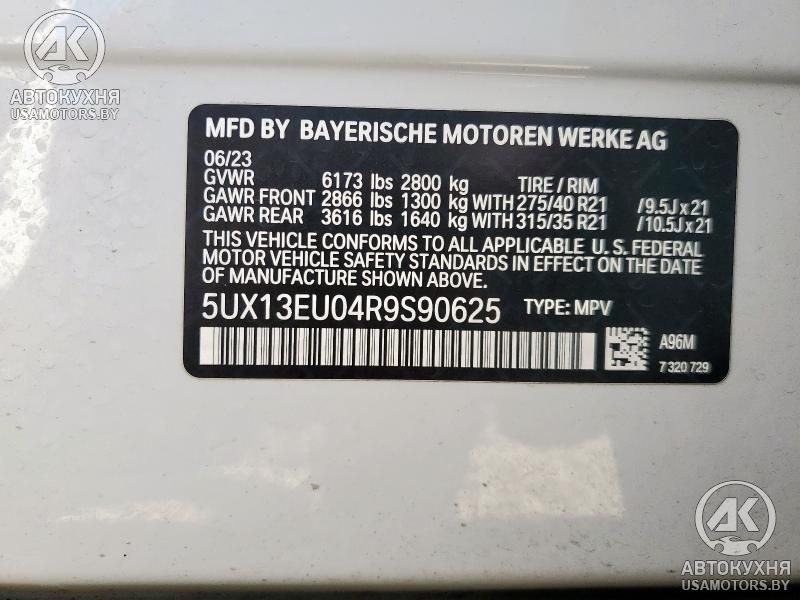 АК
АВТОКУХНЯ
USAMOTORS.BY
MFD BY BAYERISCHE MOTOREN WERKE AG
06/23
GVWR 6173 lbs 2800 kg TIRE / RIM
GAWR FRONT 2866 lbs 1300 kg WITH 275/40 R21 /9.5J x 21
GAWR REAR 3616 lbs 1640 kg WITH 315/35 R21 /10.5J x 21
THIS VEHICLE CONFORMS TO ALL APPLICABLE U. S. FEDERAL
MOTOR VEHICLE SAFETY STANDARDS IN EFFECT ON THE DATE
OF MANUFACTURE SHOWN ABOVE.
5UX13EU04R9S90625 TYPE: MPV
A96M
7 320 729
АК
АВТОКУХНЯ
USAMOTORS.BY